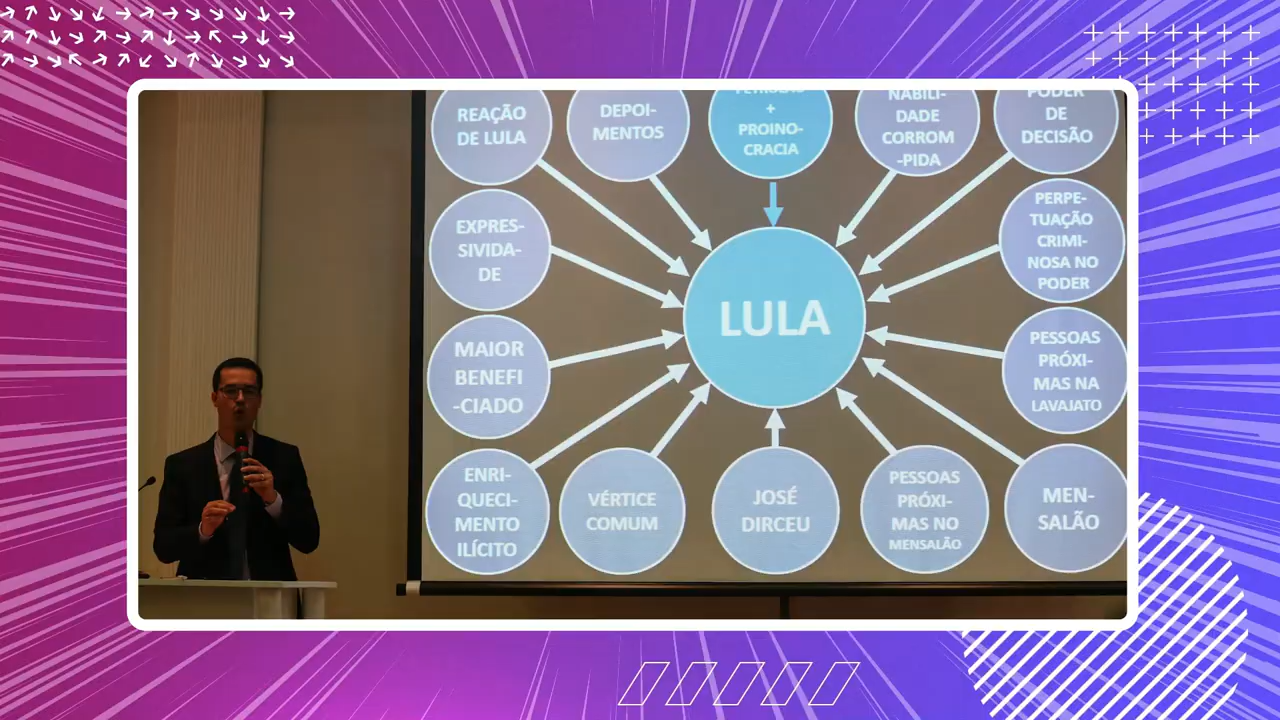 REAÇÃO
DE LULA
DEPOI-
MENTOS
+
PROINO-
CRACIA
NABILI-
DADE
CORROM
-PIDA
PODER
DE
DECISÃO
EXPRES-
SIVIDA-
DE
PERPE-
TUAÇÃO
CRIMI-
NOSA NO
PODER
LULA
MAIOR
BENEFI
-CIADO
PESSOAS
PRÓXI-
MAS NA
LAVAJATO
ENRI-
QUECI-
MENTO
ILÍCITO
VÉRTICE
COMUM
JOSÉ
DIRCEU
PESSOAS
PRÓXI-
MAS NO
MENSALÃO
MEN-
SALÃO